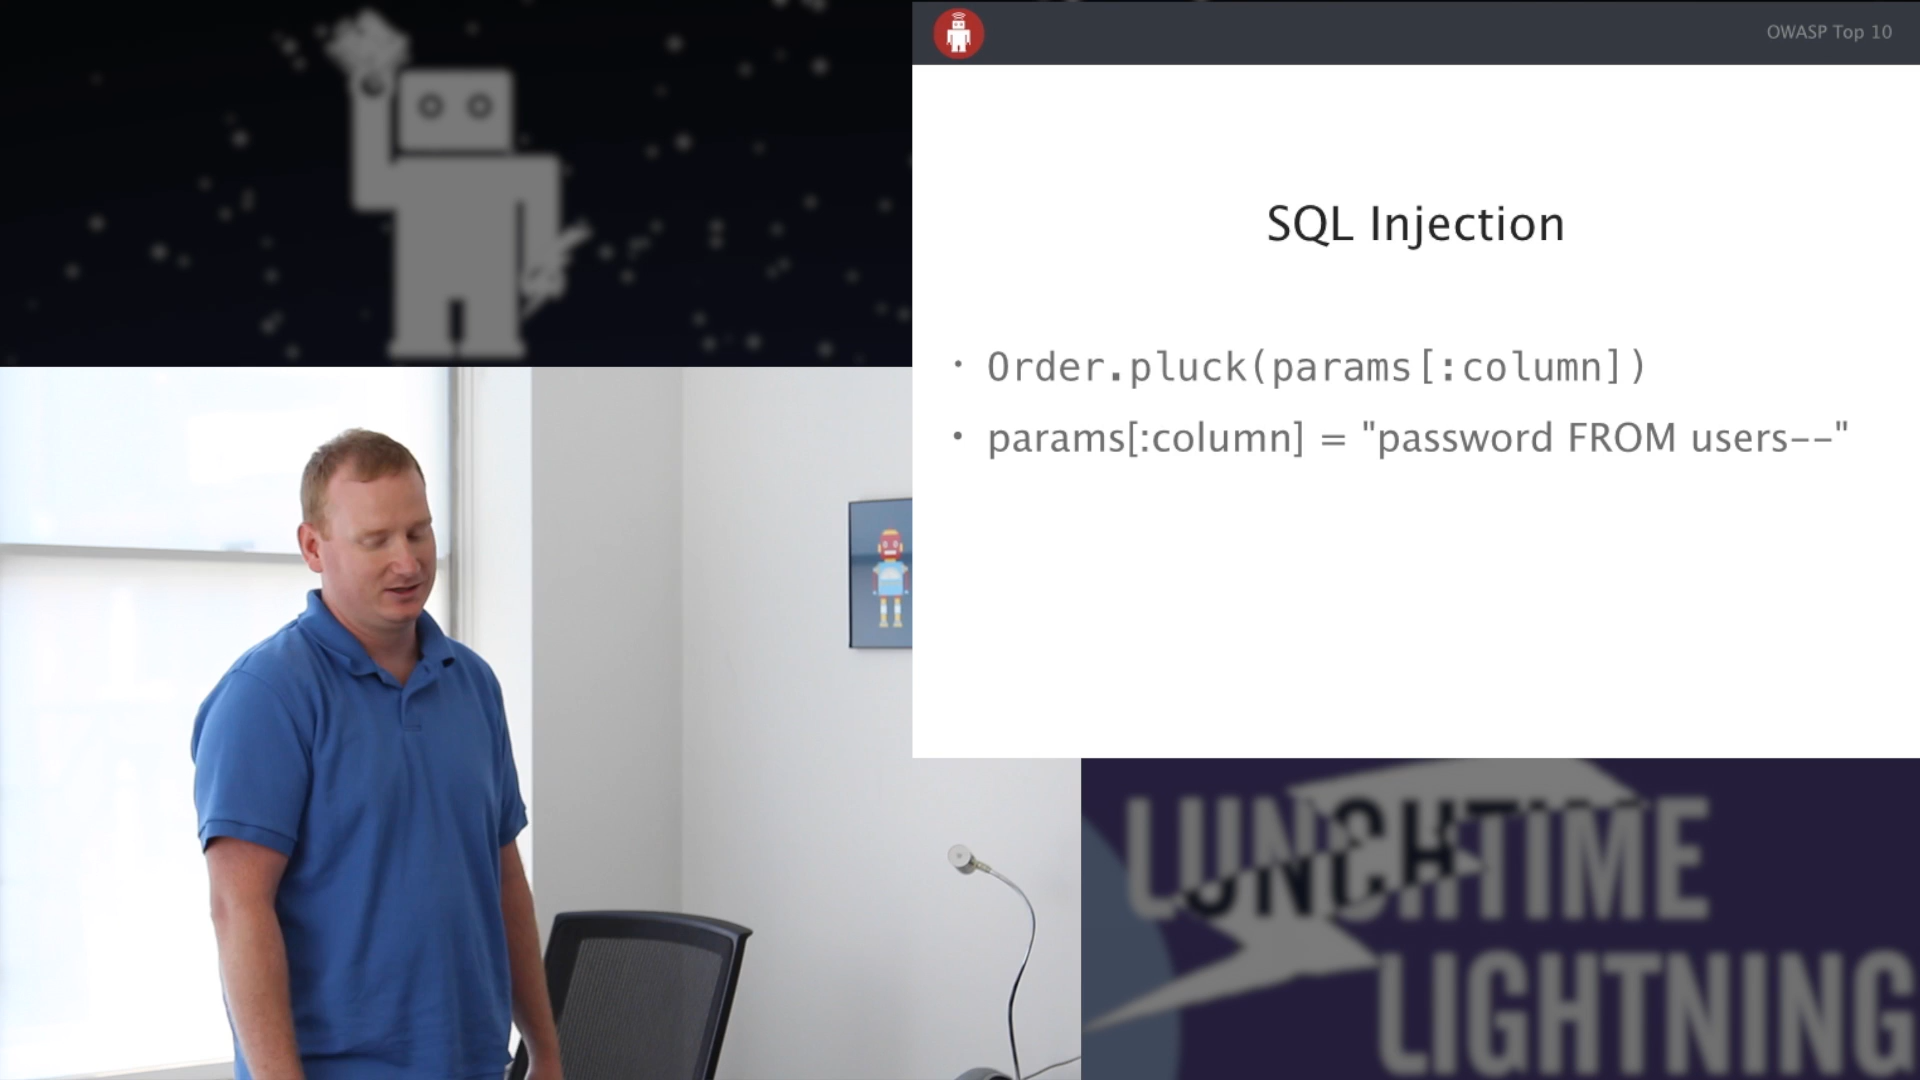 OWASP Top 10
SQL Injection
• Order.pluck(params[:column])
• params[:column] = "password FROM users--"
LUNCHTIME
LIGHTNING